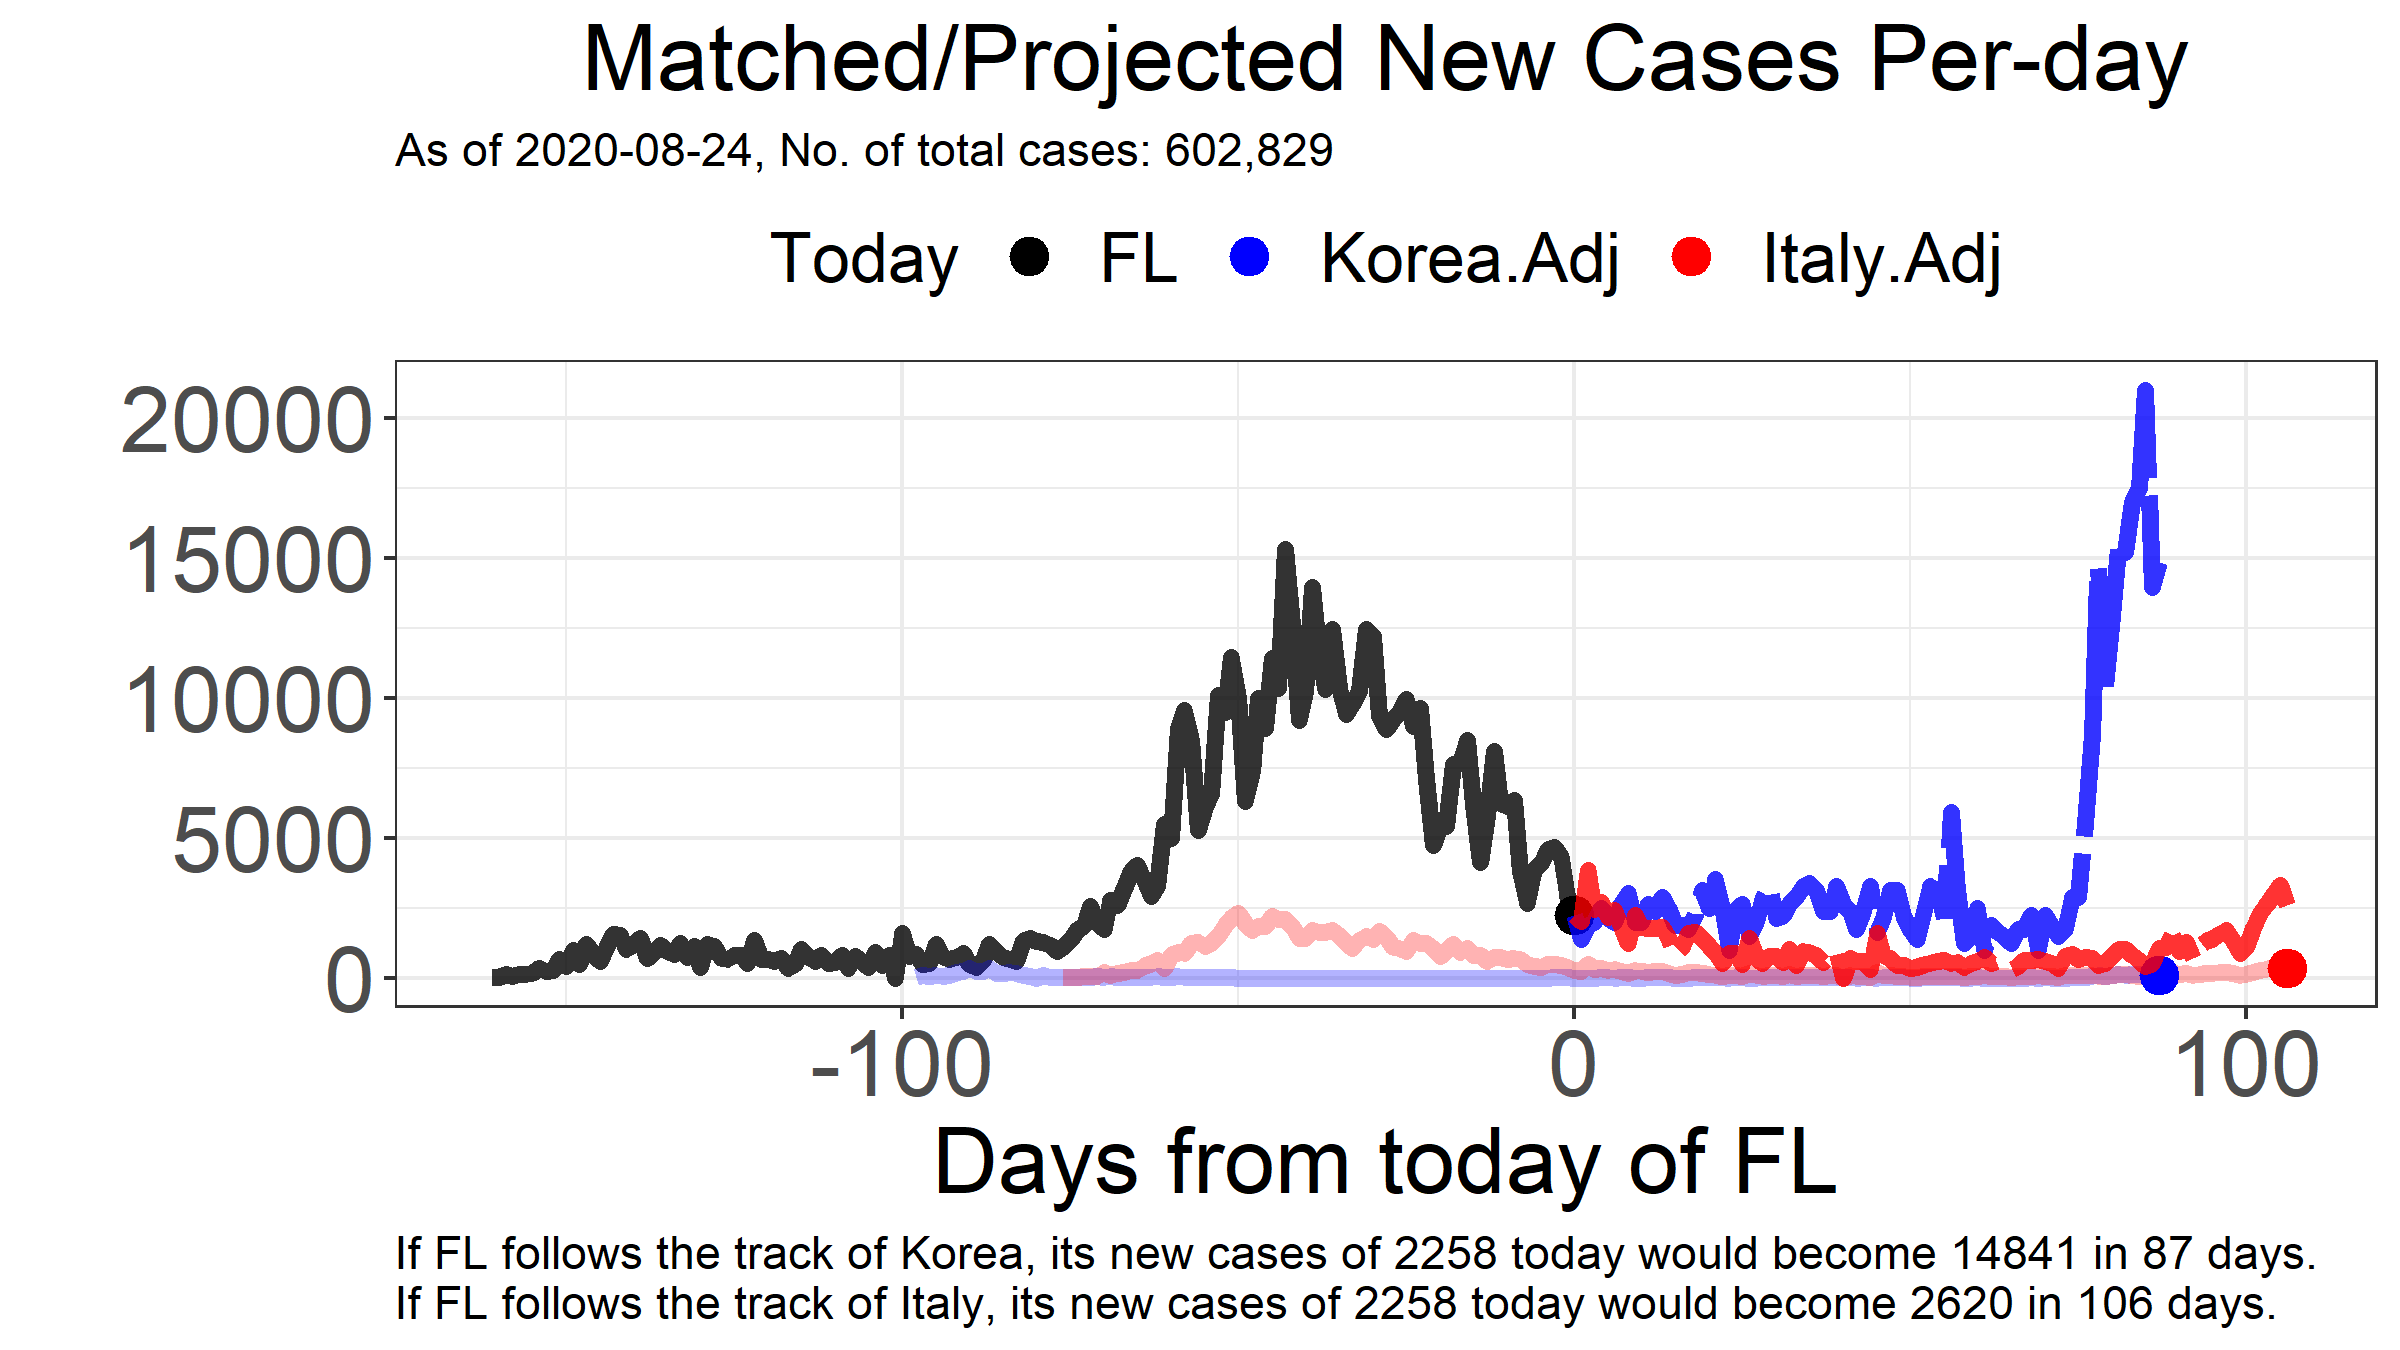 Matched/Projected New Cases Per-day
As of 2020-08-24, No. of total cases: 602,829
Today FL Korea.Adj Italy.Adj
20000
15000
10000
5000
0
-100 0 100
Days from today of FL
If FL follows the track of Korea, its new cases of 2258 today would become 14841 in 87 days.
If FL follows the track of Italy, its new cases of 2258 today would become 2620 in 106 days.